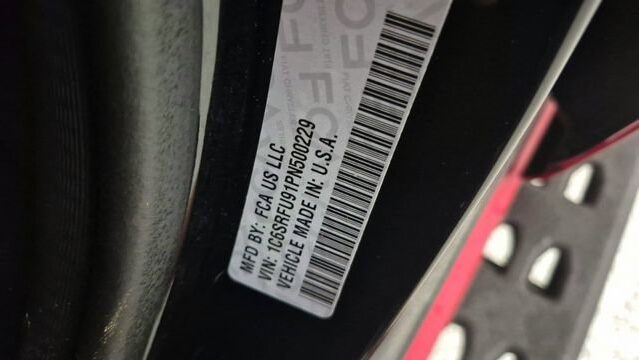 MFD BY: FCA US LLC
VIN: 1C6SRFU91PN500229
VEHICLE MADE IN: U.S.A.